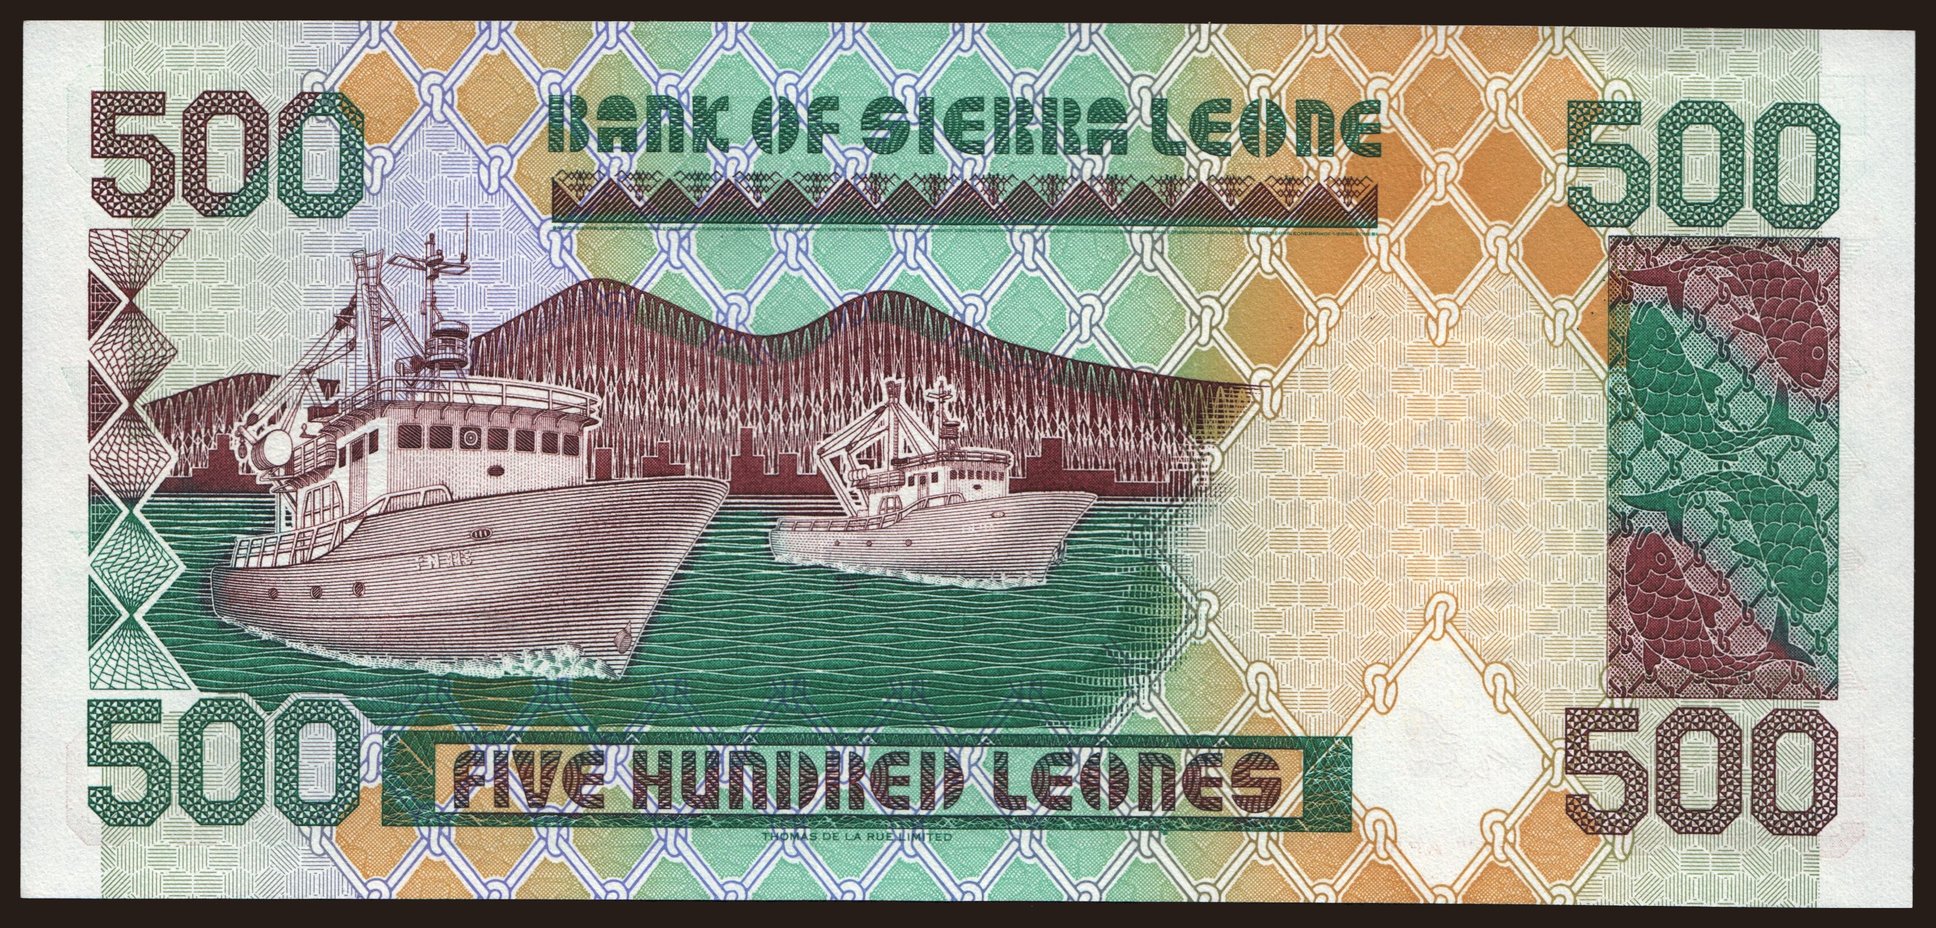 500
BANK OF SIERRA LEONE
500
500
FIVE HUNDRED LEONES
500
THOMAS DE LA RUE LIMITED